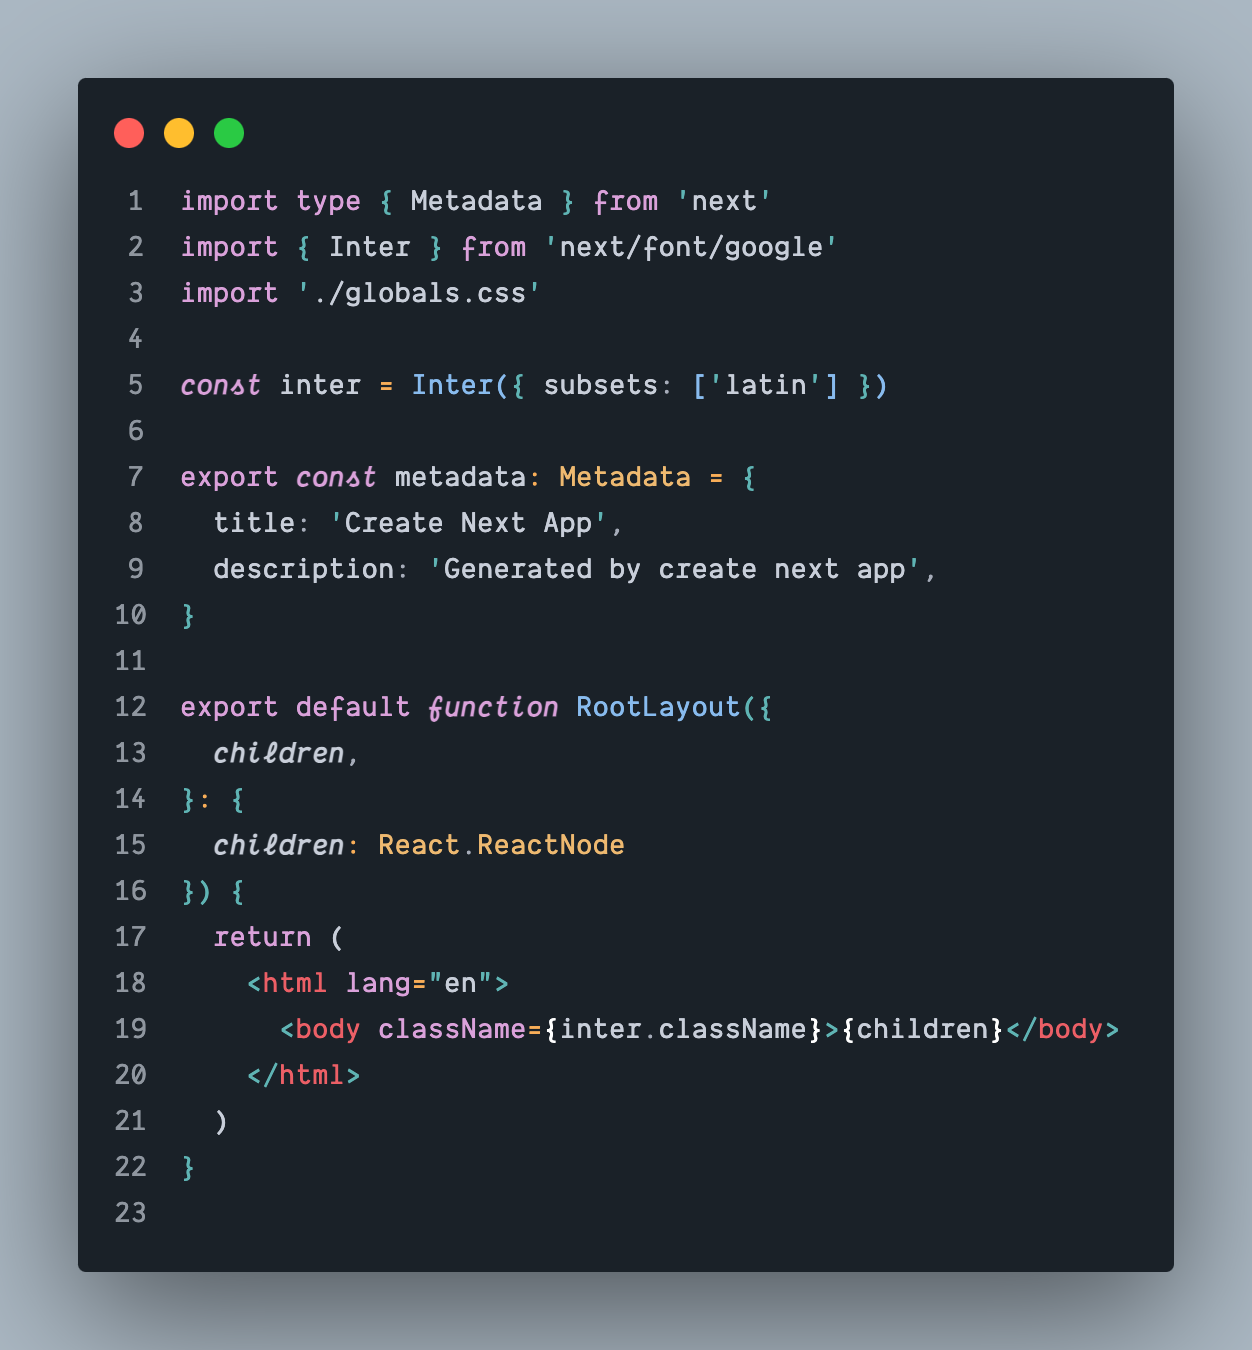 1 import type { Metadata } from 'next'
2 import { Inter } from 'next/font/google'
3 import './globals.css'
4
5 const inter = Inter({ subsets: ['latin'] })
6
7 export const metadata: Metadata = {
8   title: 'Create Next App',
9   description: 'Generated by create next app',
10 }
11
12 export default function RootLayout({
13   children,
14 }: {
15   children: React.ReactNode
16 }) {
17   return (
18     <html lang="en">
19       <body className={inter.className}>{children}</body>
20     </html>
21   )
22 }
23